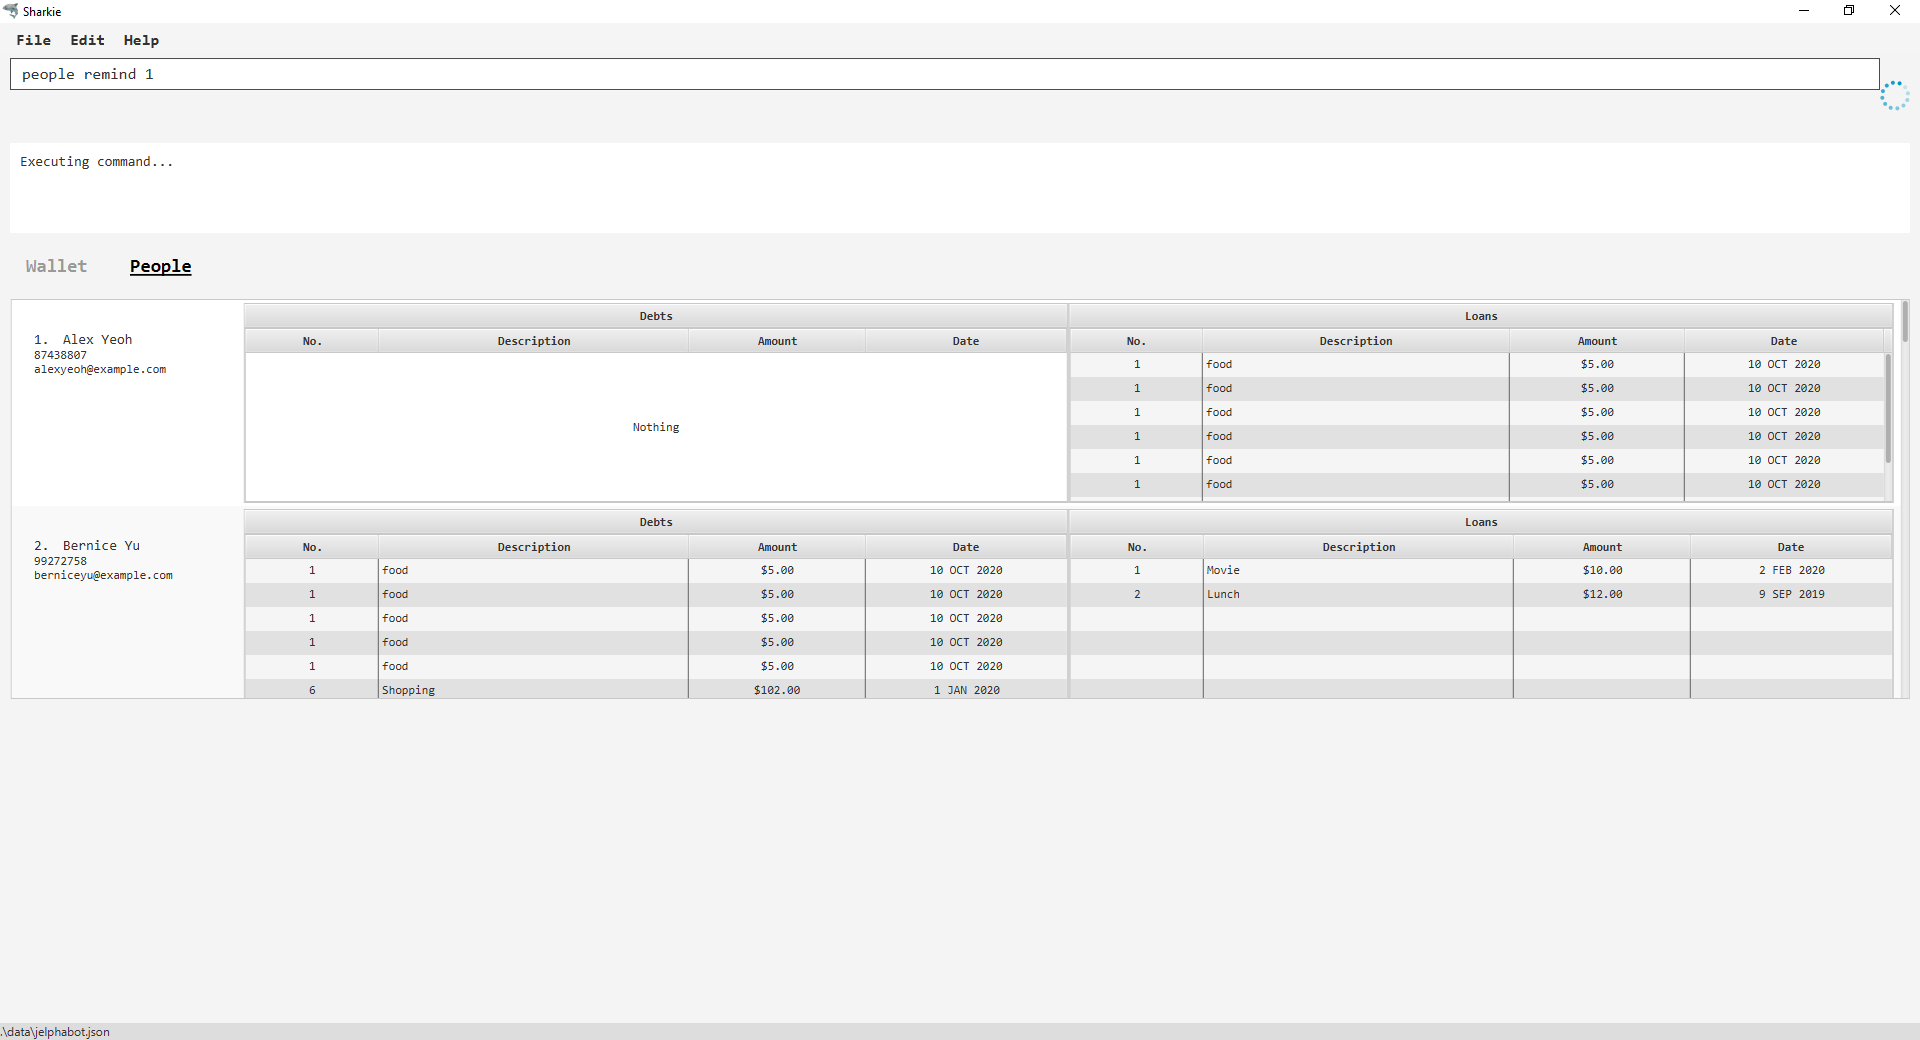 Sharkie
File Edit Help
people remind 1
Executing command...
Wallet People
1. Alex Yeoh
87438807
alexyeoh@example.com
Debts
No. Description Amount Date
Nothing
Loans
No. Description Amount Date
1 food $5.00 10 OCT 2020
1 food $5.00 10 OCT 2020
1 food $5.00 10 OCT 2020
1 food $5.00 10 OCT 2020
1 food $5.00 10 OCT 2020
1 food $5.00 10 OCT 2020
2. Bernice Yu
99272758
berniceyu@example.com
Debts
No. Description Amount Date
1 food $5.00 10 OCT 2020
1 food $5.00 10 OCT 2020
1 food $5.00 10 OCT 2020
1 food $5.00 10 OCT 2020
1 food $5.00 10 OCT 2020
6 Shopping $102.00 1 JAN 2020
Loans
No. Description Amount Date
1 Movie $10.00 2 FEB 2020
2 Lunch $12.00 9 SEP 2019
.\data\jelphabot.json